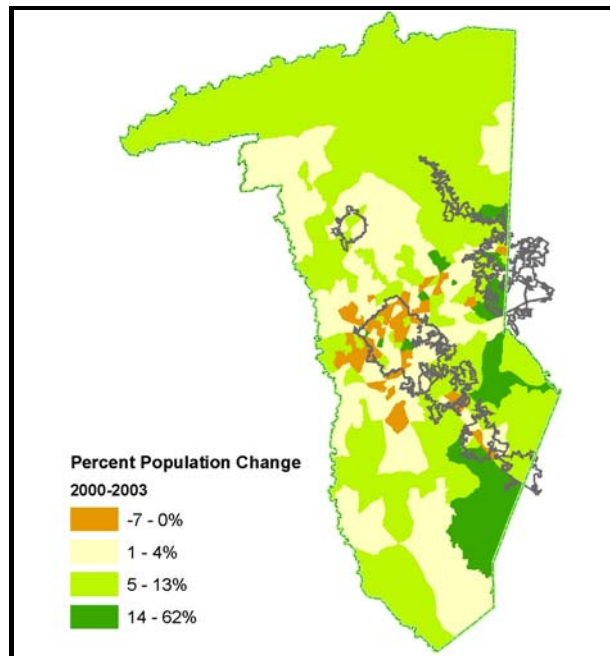 Percent Population Change
2000-2003
-7 - 0%
1 - 4%
5 - 13%
14 - 62%